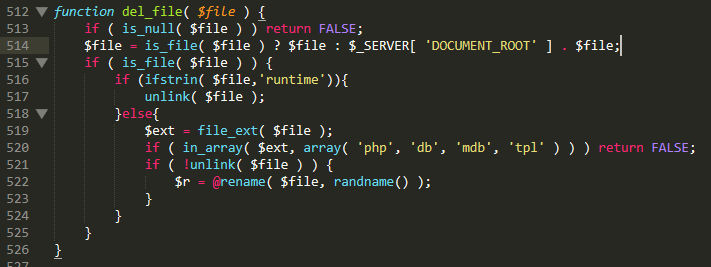 512 function del_file( $file ) {
513 if ( is_null( $file ) ) return FALSE;
514 $file = is_file( $file ) ? $file : $_SERVER[ 'DOCUMENT_ROOT' ] . $file;
515 if ( is_file( $file ) ) {
516 if (ifstrin( $file,'runtime')){
517 unlink( $file );
518 }else{
519 $ext = file_ext( $file );
520 if ( in_array( $ext, array( 'php', 'db', 'mdb', 'tpl' ) ) ) return FALSE;
521 if ( !unlink( $file ) ) {
522 $r = @rename( $file, randname() );
523 }
524 }
525 }
526 }
527